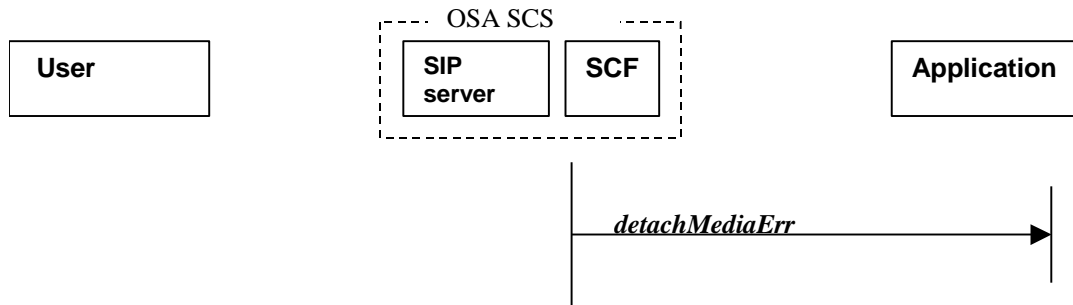 OSA SCS
User
SIP
server
SCF
Application
detachMediaErr